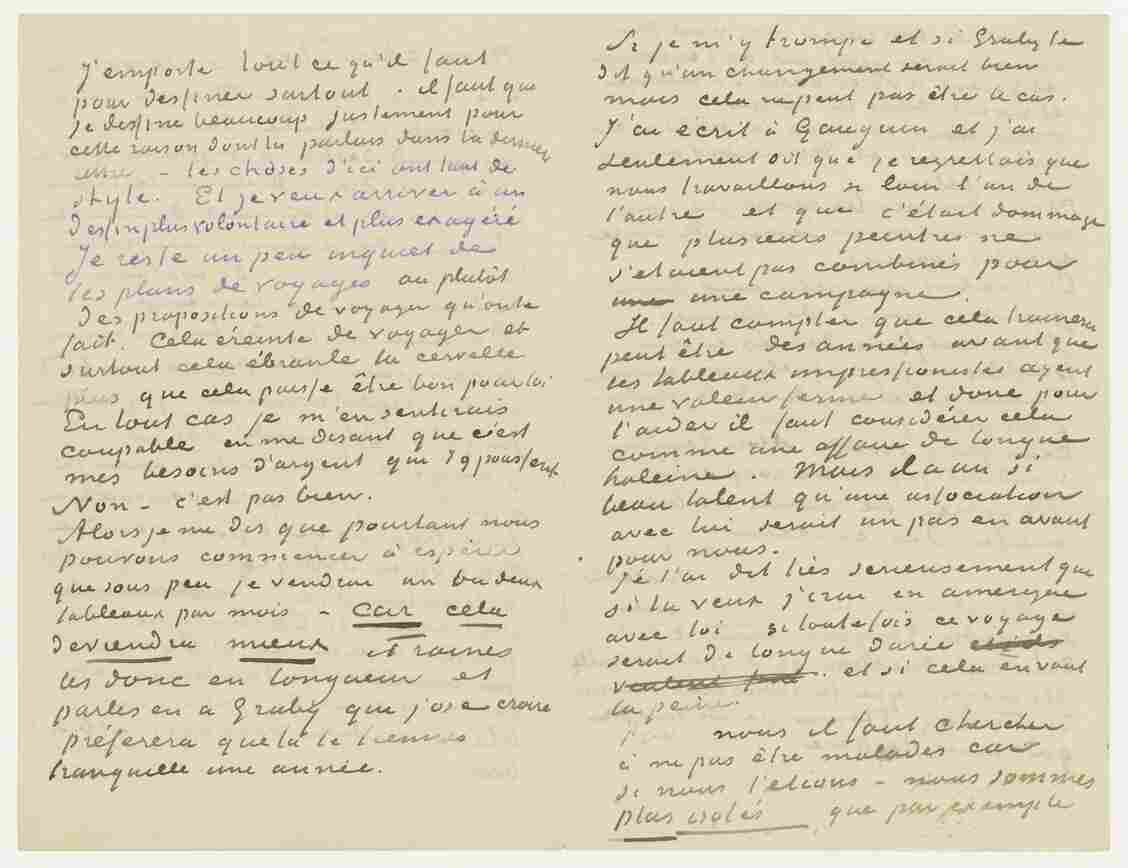 J'emporte tout ce qu'il faut
pour dessiner surtout. il faut que
je dessine beaucoup justement pour
cette raison dont tu parlais dans ta derniere
lettre – les choses d'ici ont tant de
style. Et je veux arriver à un
dessin plus volontaire et plus exagéré
Je reste un peu inquiet de
tes plans de voyages ou plutôt
des propositions de voyager qu'on te
fait. Cela ereinte de voyager et
surtout cela ébranle la cervelle
plus que cela puisse être bon pour toi
En tout cas je m'en sentirais
coupable en me disant que c'est
mes besoins d'argent qui t'y poussent
Non – c'est pas bien.
Alors je me dis que pourtant nous
pouvons commencer à espérer
que sous peu je vendrai un ou deux
tableaux par mois – car cela
deviendra mieux et traines
les donc en longueur et
parles en a Gruby que j'ose croire
préferera que tu te tiennes
tranquille une année.
Si je m'y trompe et si Gruby te
dit qu'un changement serait bien
mais cela ne peut pas être le cas.
J'ai écrit à Gauguin et j'ai
seulement dit que je regrettais que
nous travaillons si loin l'un de
l'autre et que c'était dommage
que plusieurs peintres ne
s'etaient pas combinés pour
une une campagne.
Il faut compter que cela trainera
peut être des années avant que
les tableaux impressionistes ayent
une valeur ferme et donc pour
l'aider il faut considérer cela
comme une affaire de longue
haleine. Mais il a un si
beau talent qu'une association
avec lui serait un pas en avant
pour nous.
Je t'ai dit très serieusement que
si tu veux j'irai en amerique
avec toi si toutefois ce voyage
serait de longue durée et s'ils
veulent et si cela en vaut
la peine.
nous il faut chercher
à ne pas être malades car
si nous l'etions – nous sommes
plus isolés que par exemple